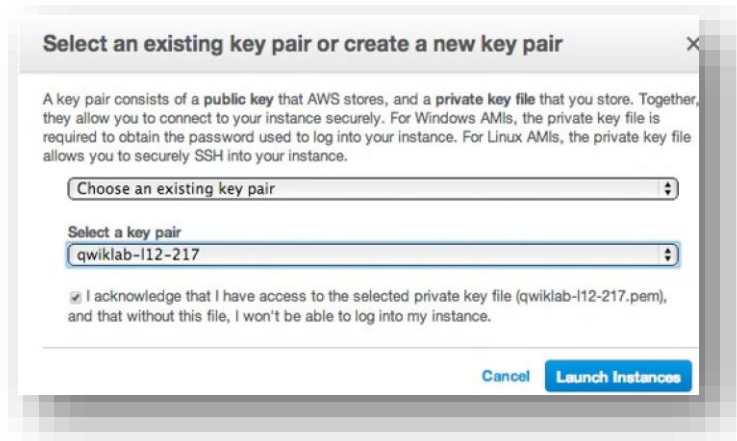 Select an existing key pair or create a new key pair
×
A key pair consists of a public key that AWS stores, and a private key file that you store. Together,
they allow you to connect to your instance securely. For Windows AMIs, the private key file is
required to obtain the password used to log into your instance. For Linux AMIs, the private key file
allows you to securely SSH into your instance.
Choose an existing key pair
Select a key pair
qwiklab-l12-217
I acknowledge that I have access to the selected private key file (qwiklab-l12-217.pem),
and that without this file, I won't be able to log into my instance.
Cancel Launch Instances